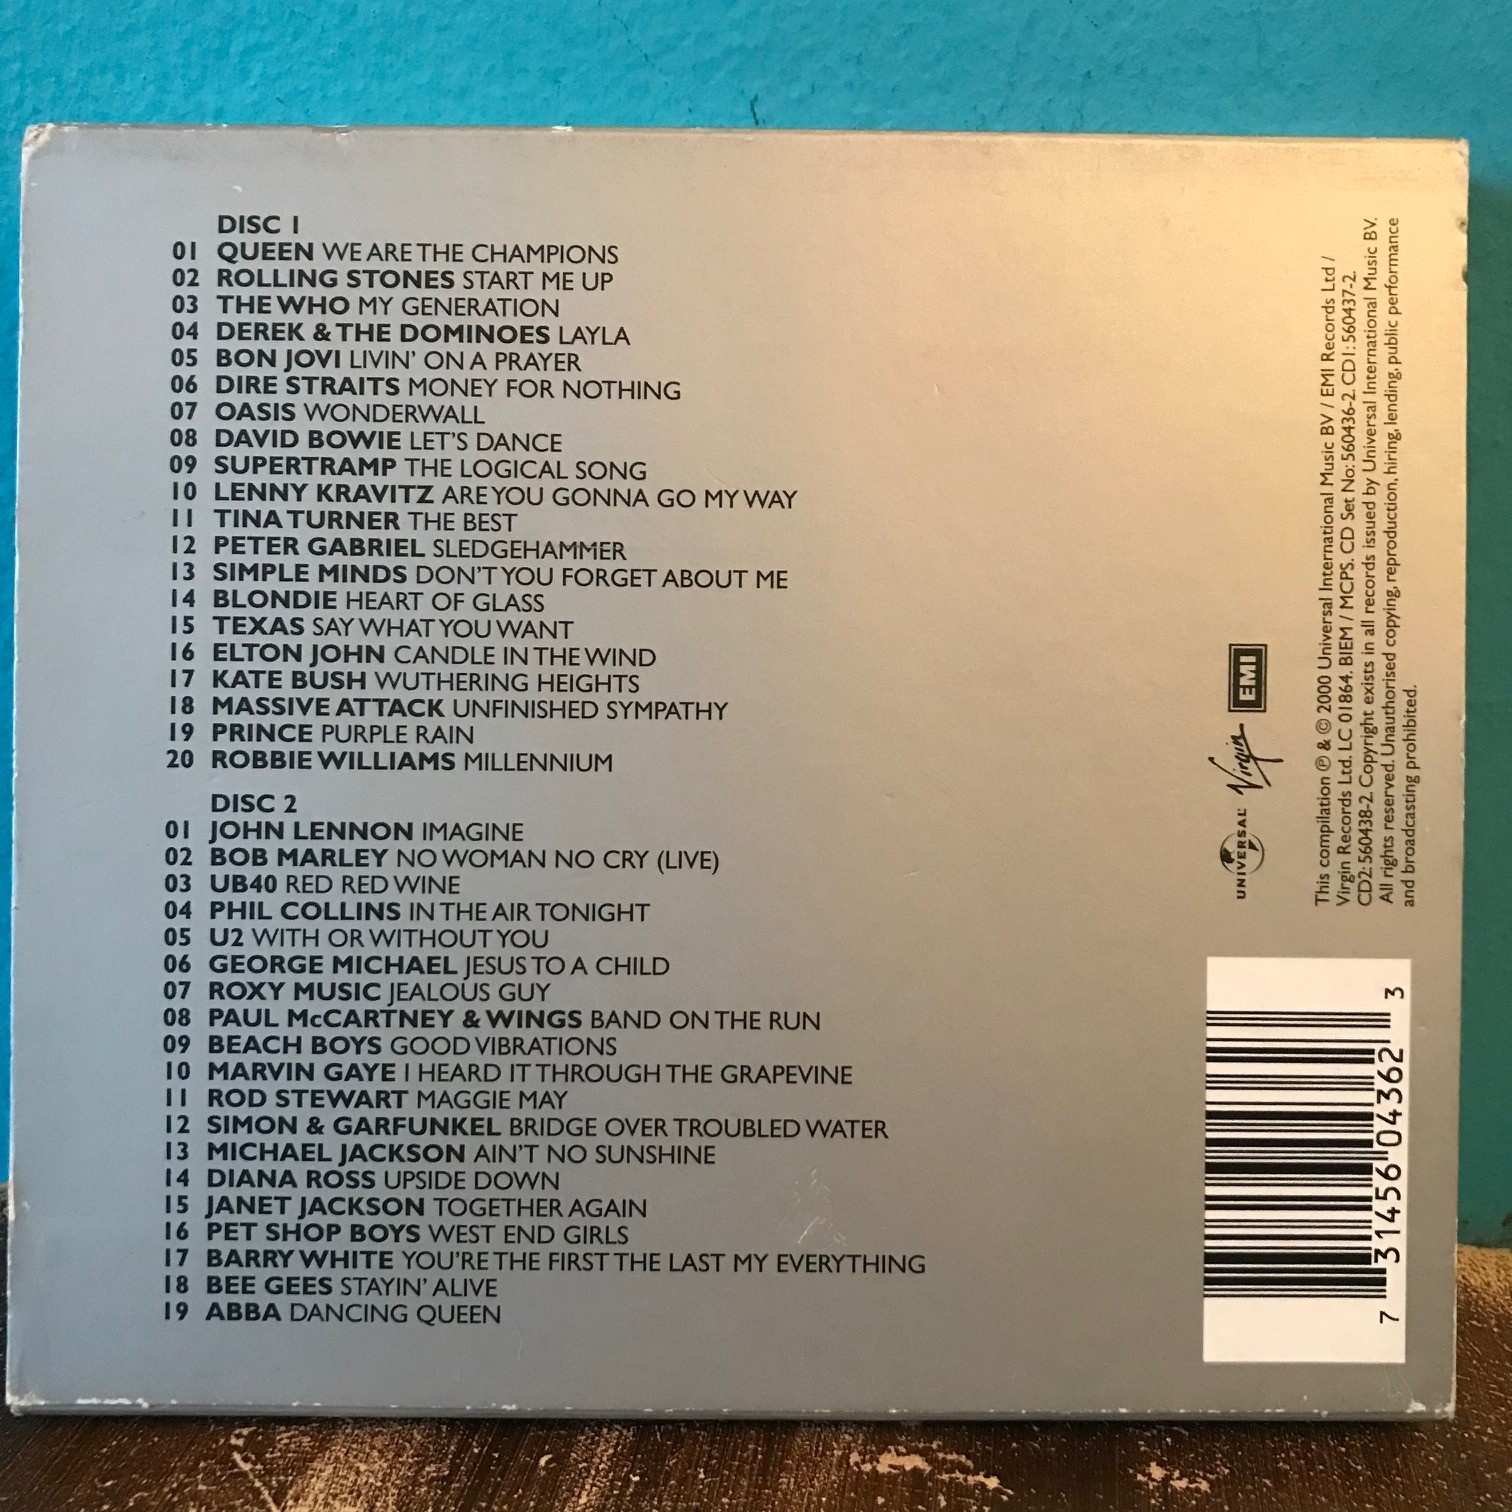 DISC 1
01 QUEEN WE ARE THE CHAMPIONS
02 ROLLING STONES START ME UP
03 THE WHO MY GENERATION
04 DEREK & THE DOMINOES LAYLA
05 BON JOVI LIVIN' ON A PRAYER
06 DIRE STRAITS MONEY FOR NOTHING
07 OASIS WONDERWALL
08 DAVID BOWIE LET'S DANCE
09 SUPERTRAMP THE LOGICAL SONG
10 LENNY KRAVITZ ARE YOU GONNA GO MY WAY
11 TINA TURNER THE BEST
12 PETER GABRIEL SLEDGEHAMMER
13 SIMPLE MINDS DON'T YOU FORGET ABOUT ME
14 BLONDIE HEART OF GLASS
15 TEXAS SAY WHAT YOU WANT
16 ELTON JOHN CANDLE IN THE WIND
17 KATE BUSH WUTHERING HEIGHTS
18 MASSIVE ATTACK UNFINISHED SYMPATHY
19 PRINCE PURPLE RAIN
20 ROBBIE WILLIAMS MILLENNIUM
DISC 2
01 JOHN LENNON IMAGINE
02 BOB MARLEY NO WOMAN NO CRY (LIVE)
03 UB40 RED RED WINE
04 PHIL COLLINS IN THE AIR TONIGHT
05 U2 WITH OR WITHOUT YOU
06 GEORGE MICHAEL JESUS TO A CHILD
07 ROXY MUSIC JEALOUS GUY
08 PAUL McCARTNEY & WINGS BAND ON THE RUN
09 BEACH BOYS GOOD VIBRATIONS
10 MARVIN GAYE I HEARD IT THROUGH THE GRAPEVINE
11 ROD STEWART MAGGIE MAY
12 SIMON & GARFUNKEL BRIDGE OVER TROUBLED WATER
13 MICHAEL JACKSON AIN'T NO SUNSHINE
14 DIANA ROSS UPSIDE DOWN
15 JANET JACKSON TOGETHER AGAIN
16 PET SHOP BOYS WEST END GIRLS
17 BARRY WHITE YOU'RE THE FIRST THE LAST MY EVERYTHING
18 BEE GEES STAYIN' ALIVE
19 ABBA DANCING QUEEN
UNIVERSAL Virgin EMI
This compilation ℗ & © 2000 Universal International Music BV / EMI Records Ltd /
Virgin Records Ltd. LC 01864. BIEM / MCPS. CD Set No: 560436-2. CD1: 560437-2.
CD2: 560438-2. Copyright exists in all records issued by Universal International Music BV.
All rights reserved. Unauthorised copying, reproduction, hiring, lending, public performance
and broadcasting prohibited.
7 31456 04362 3